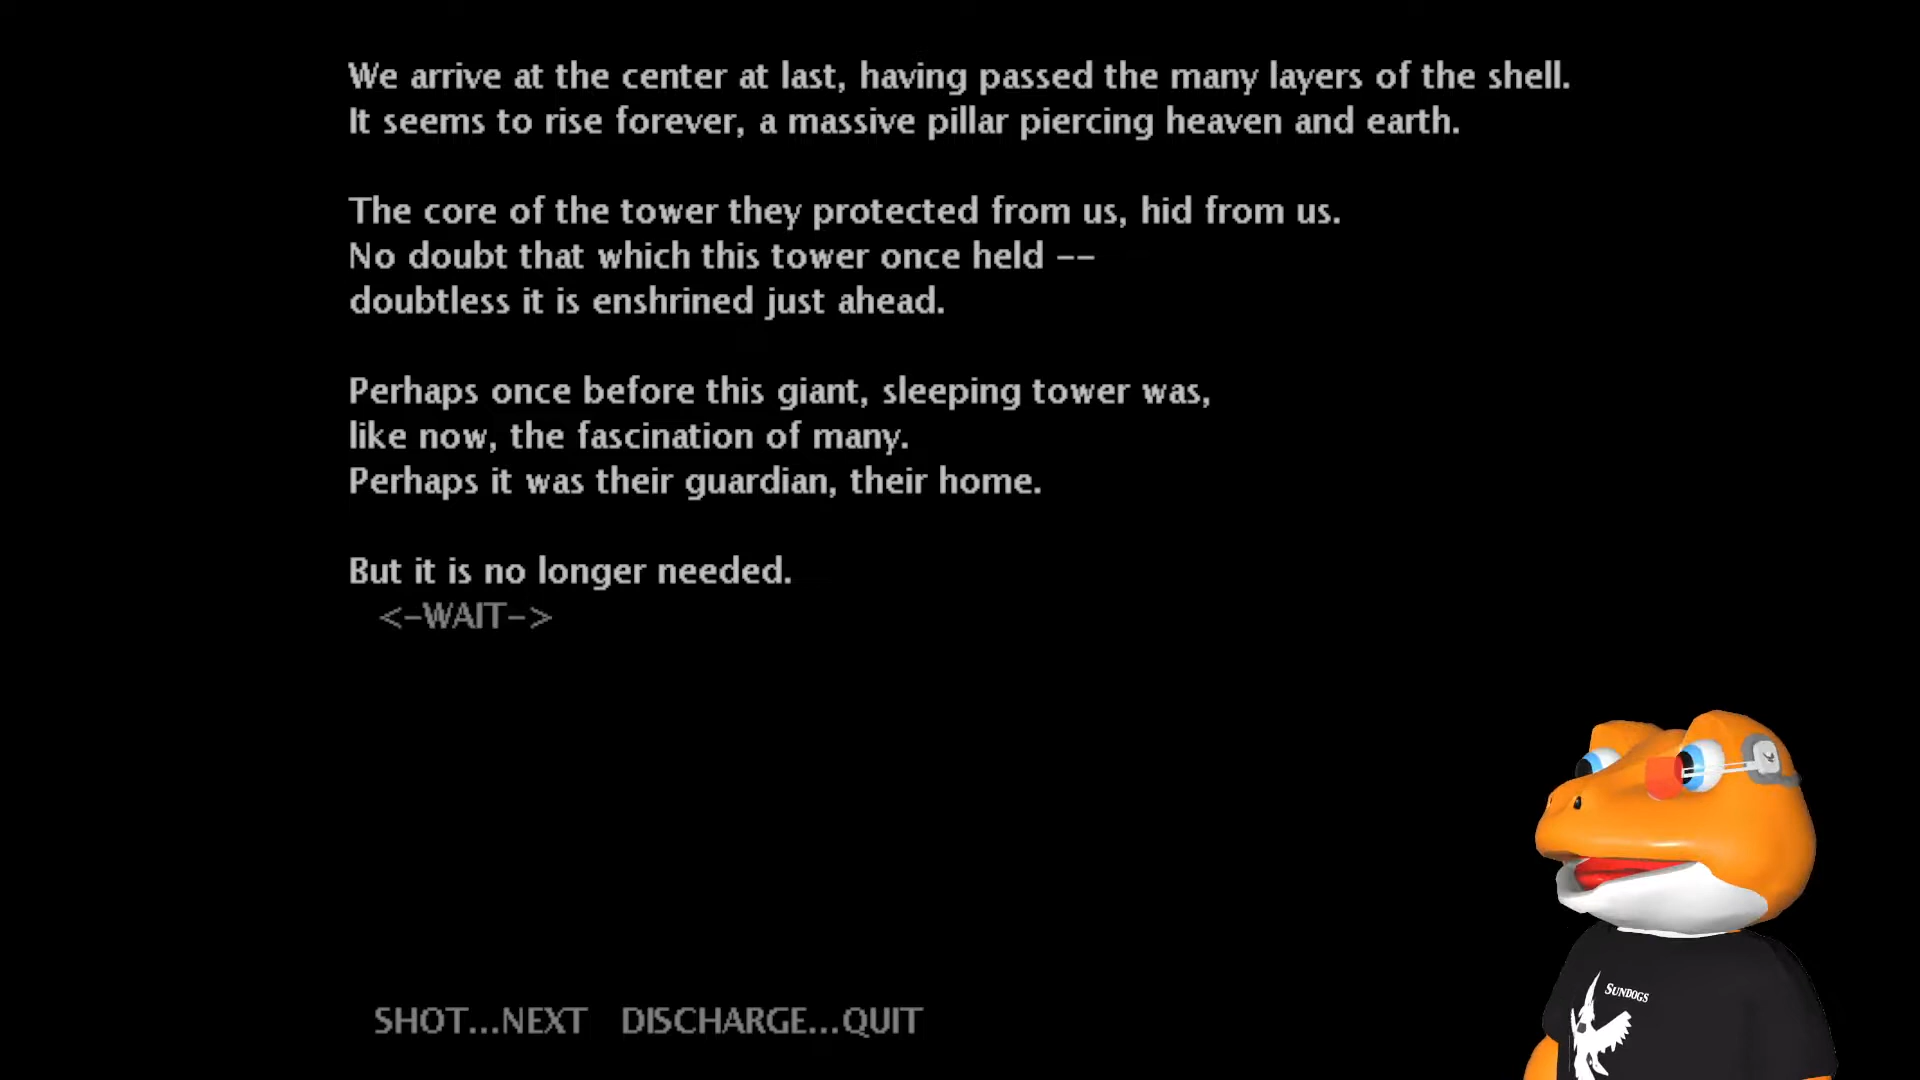 We arrive at the center at last, having passed the many layers of the shell.
It seems to rise forever, a massive pillar piercing heaven and earth.
The core of the tower they protected from us, hid from us.
No doubt that which this tower once held --
doubtless it is enshrined just ahead.
Perhaps once before this giant, sleeping tower was,
like now, the fascination of many.
Perhaps it was their guardian, their home.
But it is no longer needed.
<-WAIT->
SHOT...NEXT DISCHARGE...QUIT
SUNDOGS